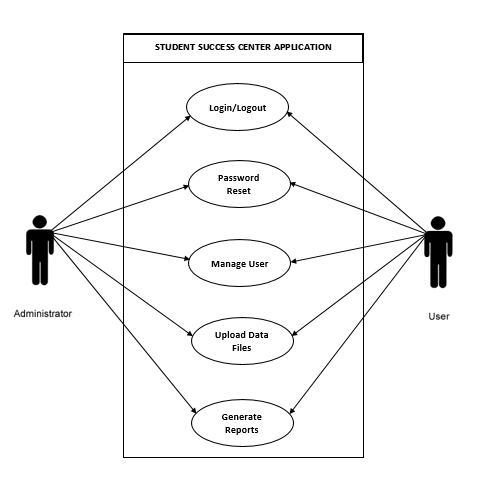 STUDENT SUCCESS CENTER APPLICATION
Login/Logout
Password
Reset
Manage User
Administrator
User
Upload Data
Files
Generate
Reports